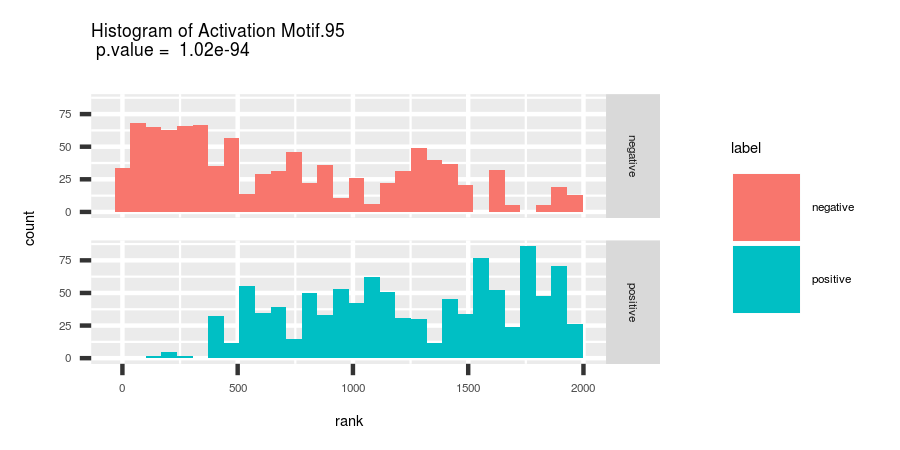 Histogram of Activation Motif.95
p.value = 1.02e-94
count
75
50
25
0
negative
75
50
25
0
positive
0 500 1000 1500 2000
rank
label
negative
positive